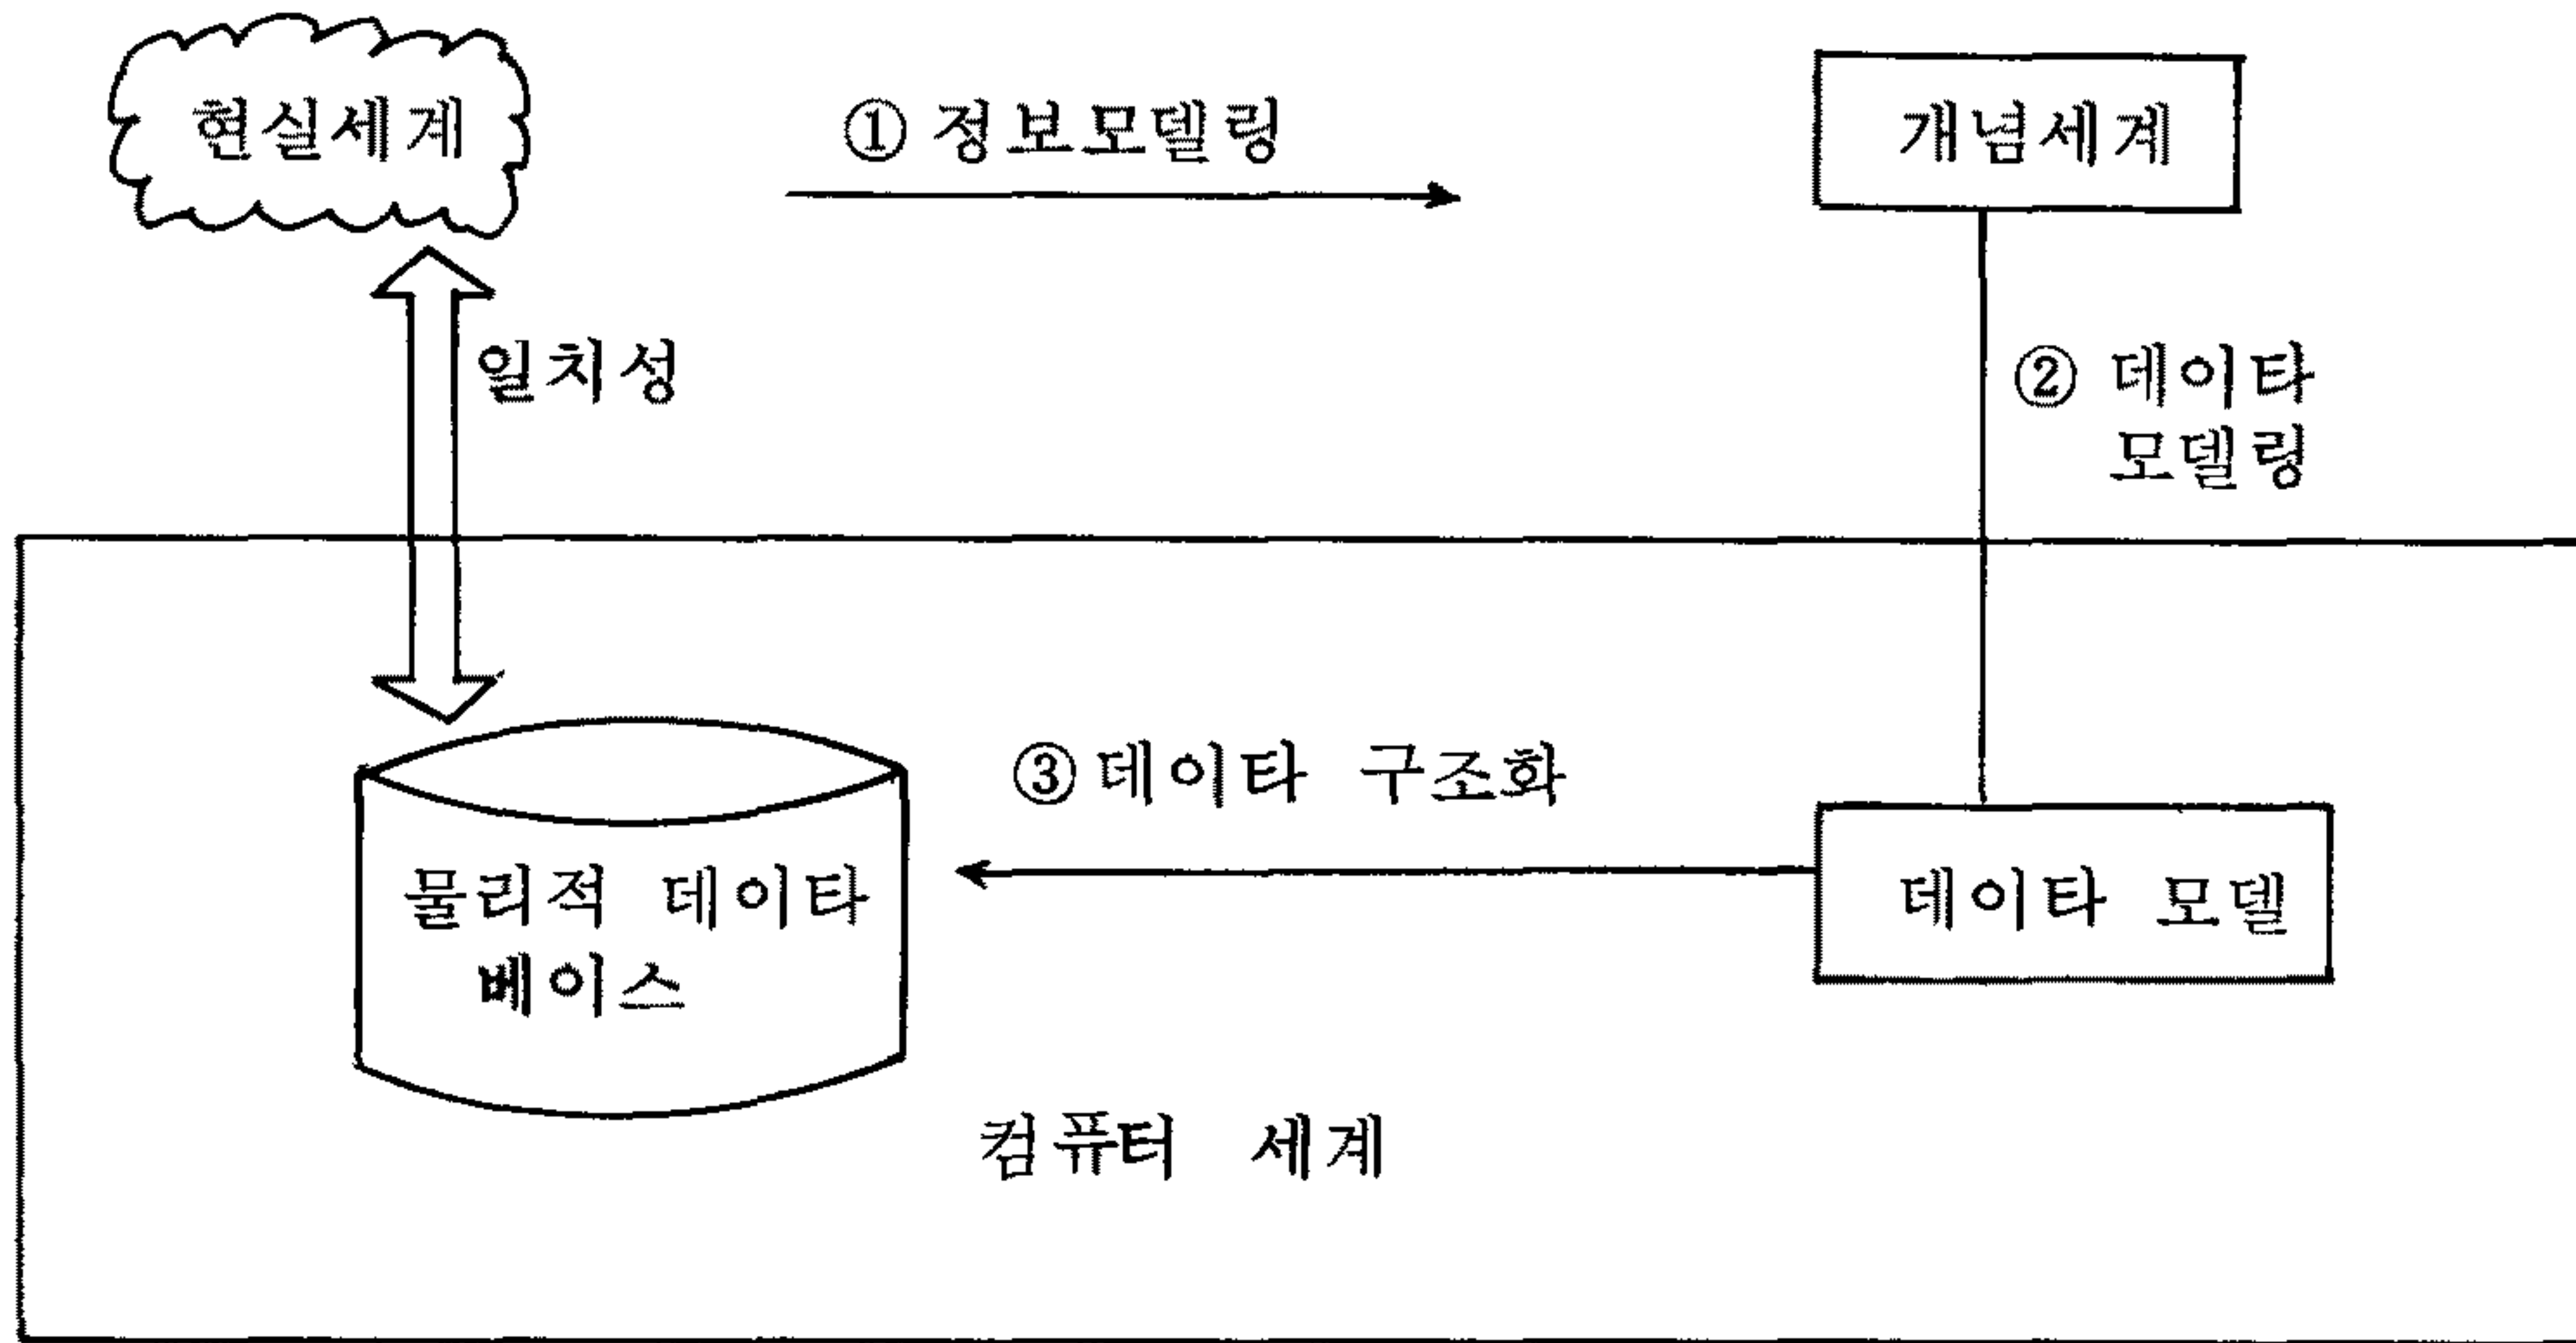 현실세계
① 정보모델링
개념세계
일치성
② 데이타
모델링
③ 데이타 구조화
물리적 데이타
베이스
데이타 모델
컴퓨터 세계